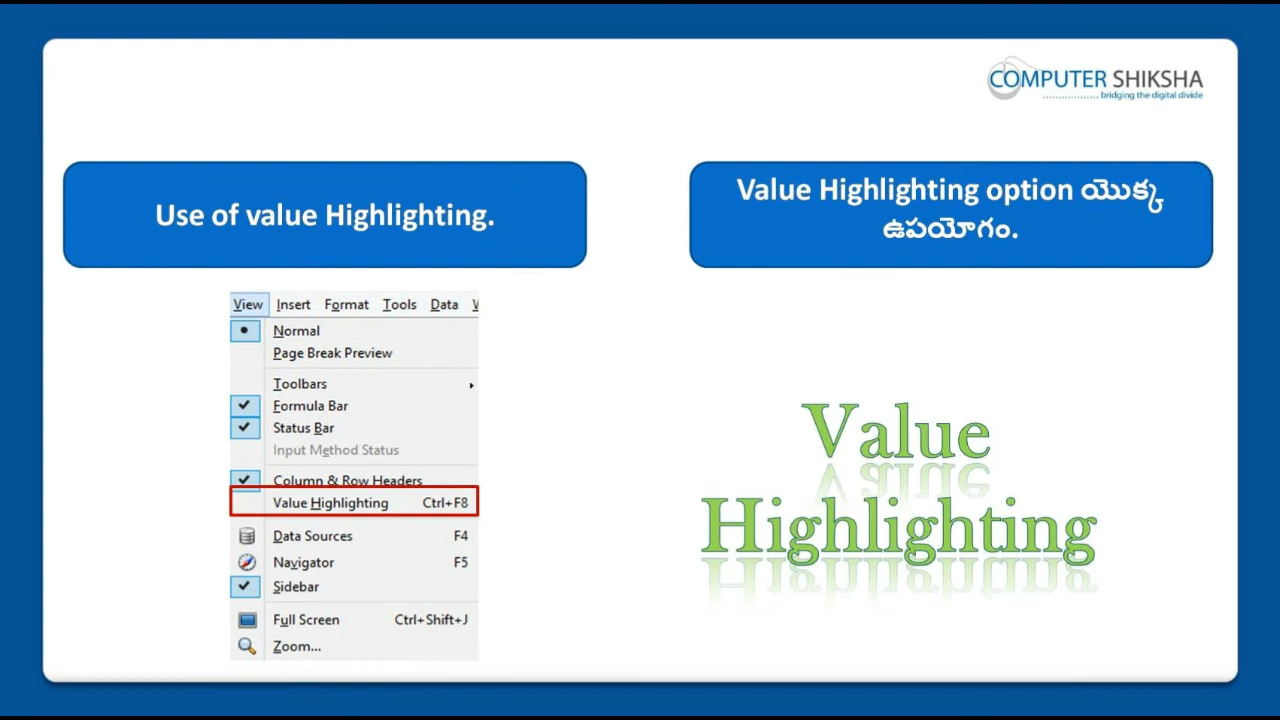 COMPUTER SHIKSHA
bridging the digital divide
Use of value Highlighting.
Value Highlighting option యొక్క
ఉపయోగం.
View Insert Format Tools Data
Normal
Page Break Preview
Toolbars
Formula Bar
Status Bar
Input Method Status
Column & Row Headers
Value Highlighting Ctrl+F8
Data Sources F4
Navigator F5
Sidebar
Full Screen Ctrl+Shift+J
Zoom...
Value
Highlighting